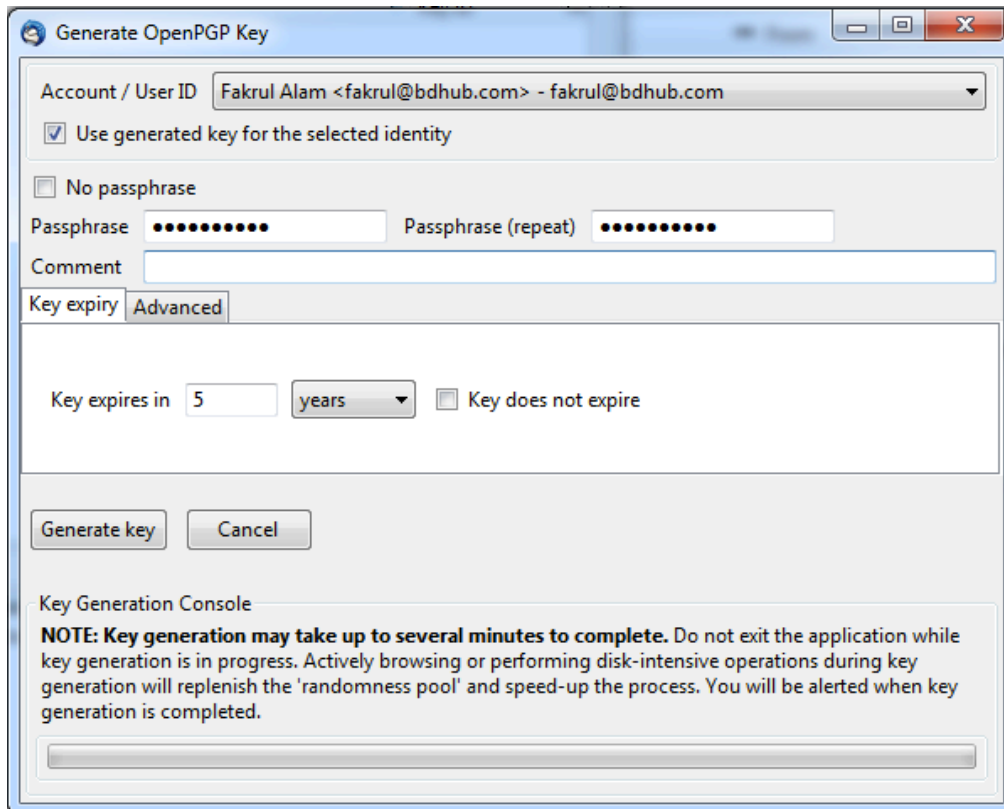 Generate OpenPGP Key
Account / User ID Fakrul Alam <fakrul@bdhub.com> - fakrul@bdhub.com
Use generated key for the selected identity
No passphrase
Passphrase ●●●●●●●●●● Passphrase (repeat) ●●●●●●●●●●
Comment
Key expiry Advanced
Key expires in 5 years Key does not expire
Generate key Cancel
Key Generation Console
NOTE: Key generation may take up to several minutes to complete. Do not exit the application while
key generation is in progress. Actively browsing or performing disk-intensive operations during key
generation will replenish the 'randomness pool' and speed-up the process. You will be alerted when key
generation is completed.